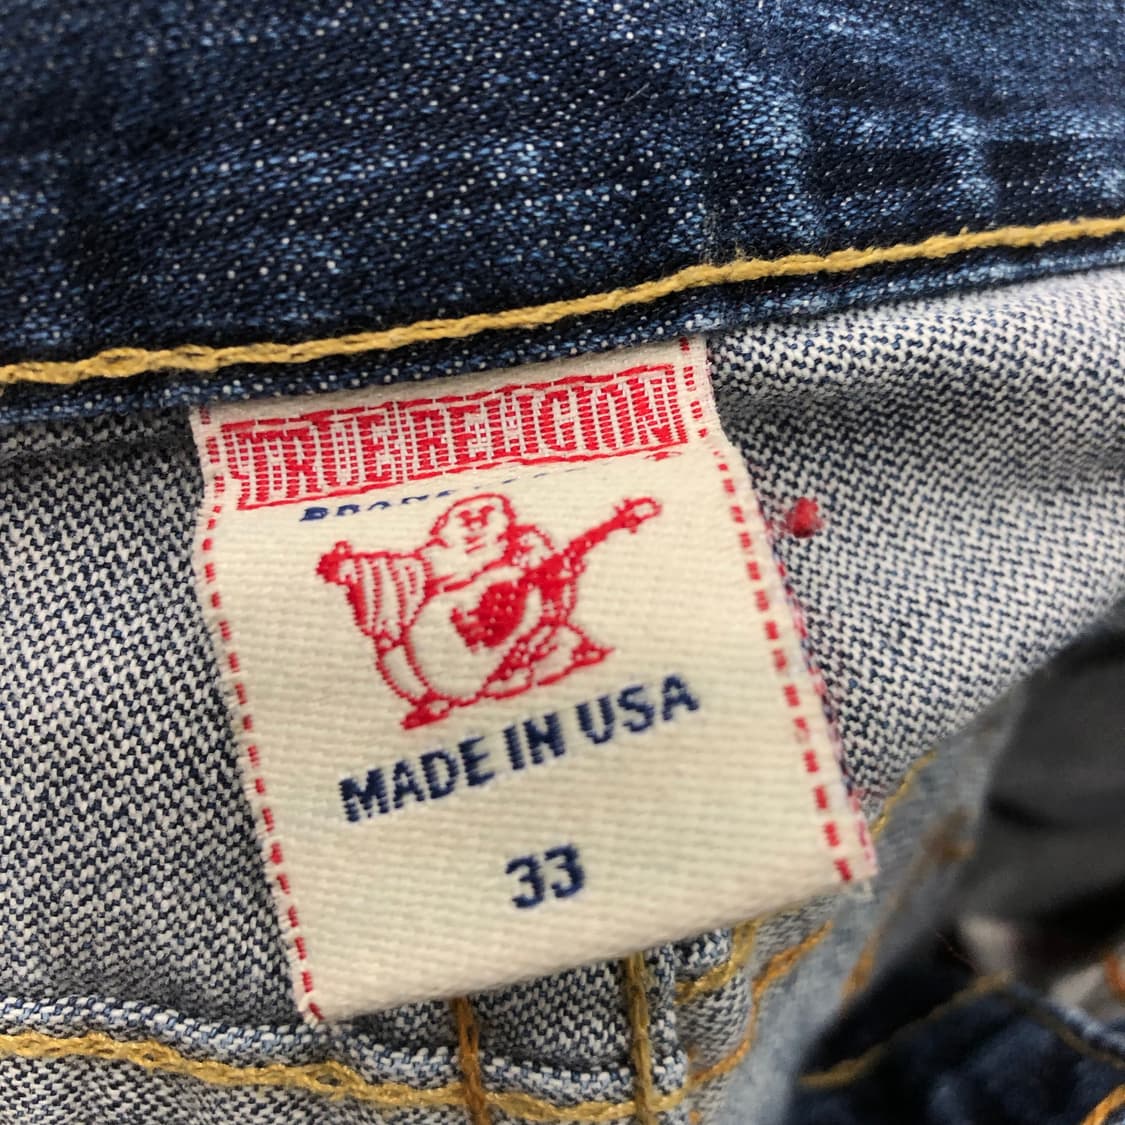 TRUE RELIGION
MADE IN USA
33